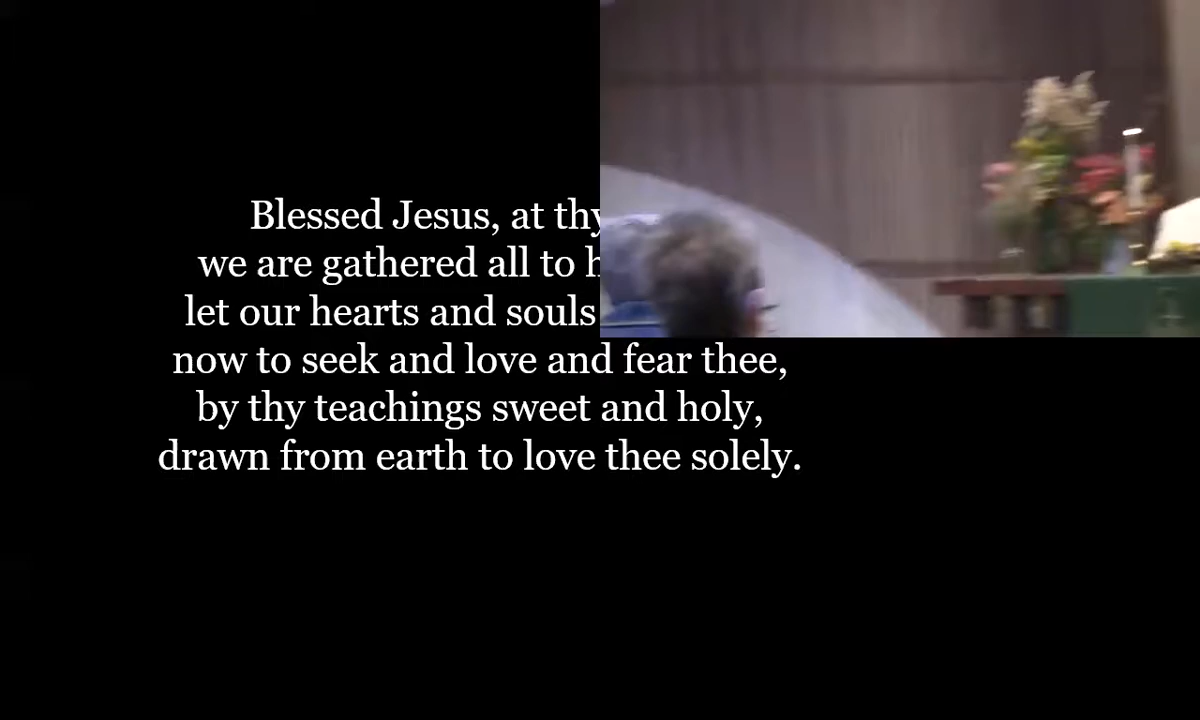 Blessed Jesus, at thy
we are gathered all to
let our hearts and souls
now to seek and love and fear thee,
by thy teachings sweet and holy,
drawn from earth to love thee solely.